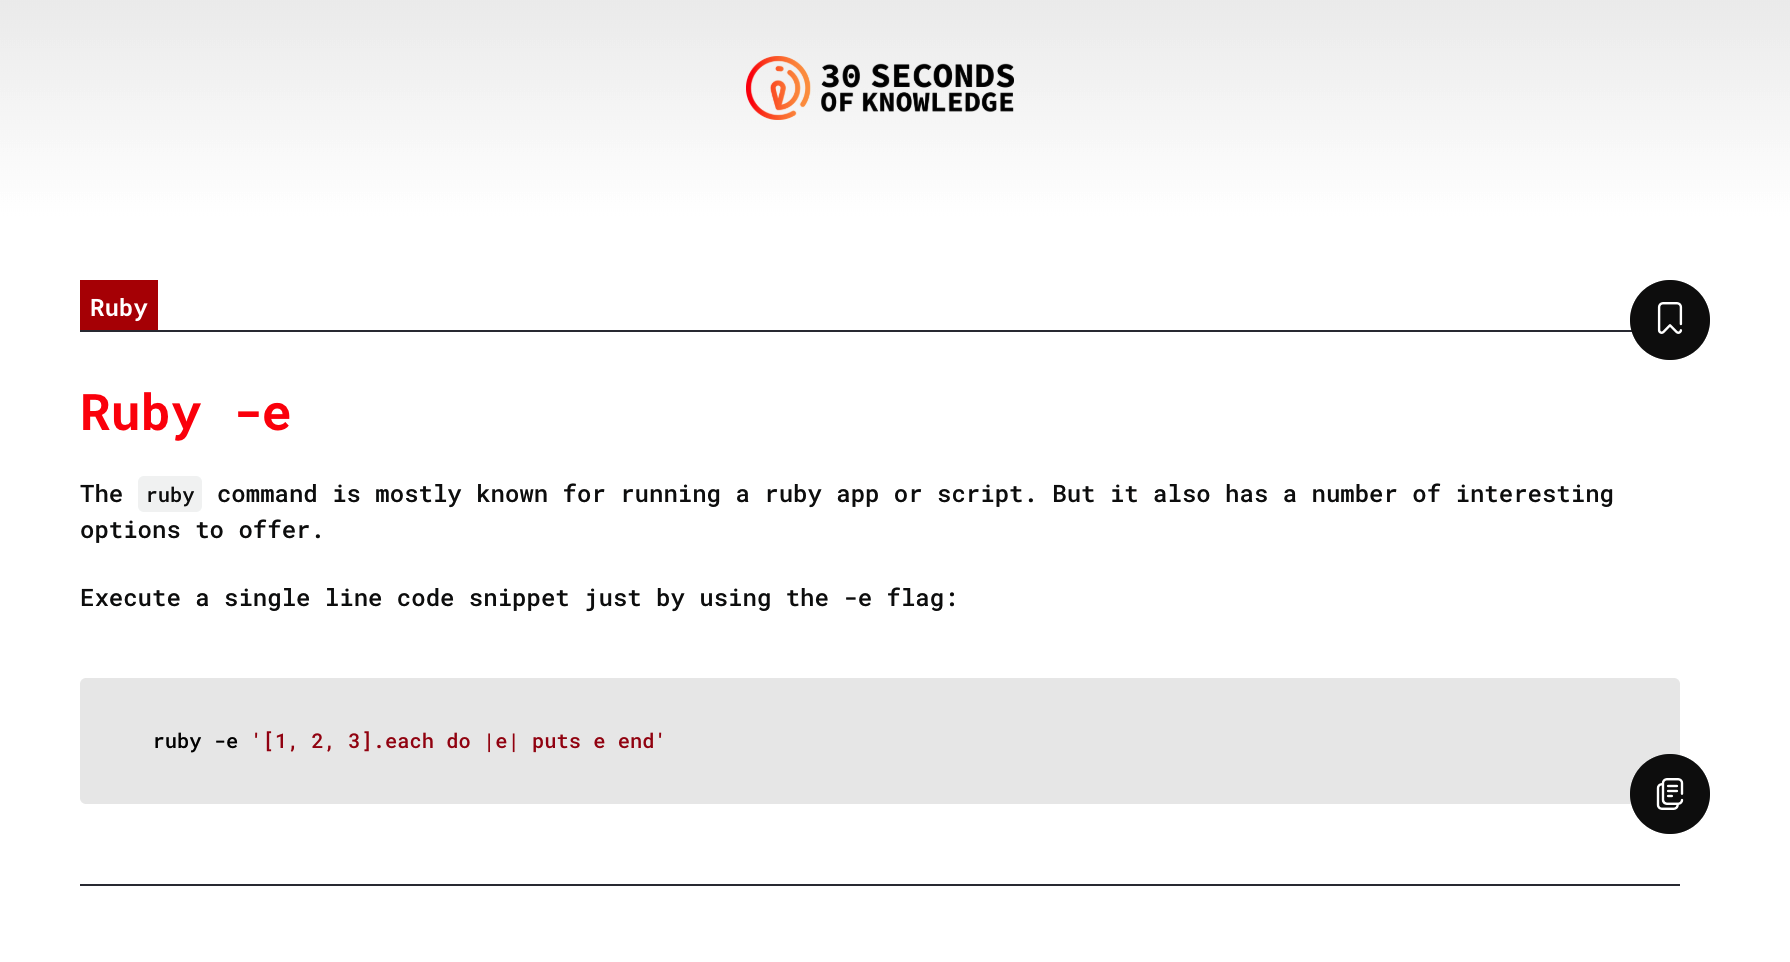 30 SECONDS
OF KNOWLEDGE
Ruby
Ruby -e
The ruby command is mostly known for running a ruby app or script. But it also has a number of interesting
options to offer.
Execute a single line code snippet just by using the -e flag:
ruby -e '[1, 2, 3].each do |e| puts e end'